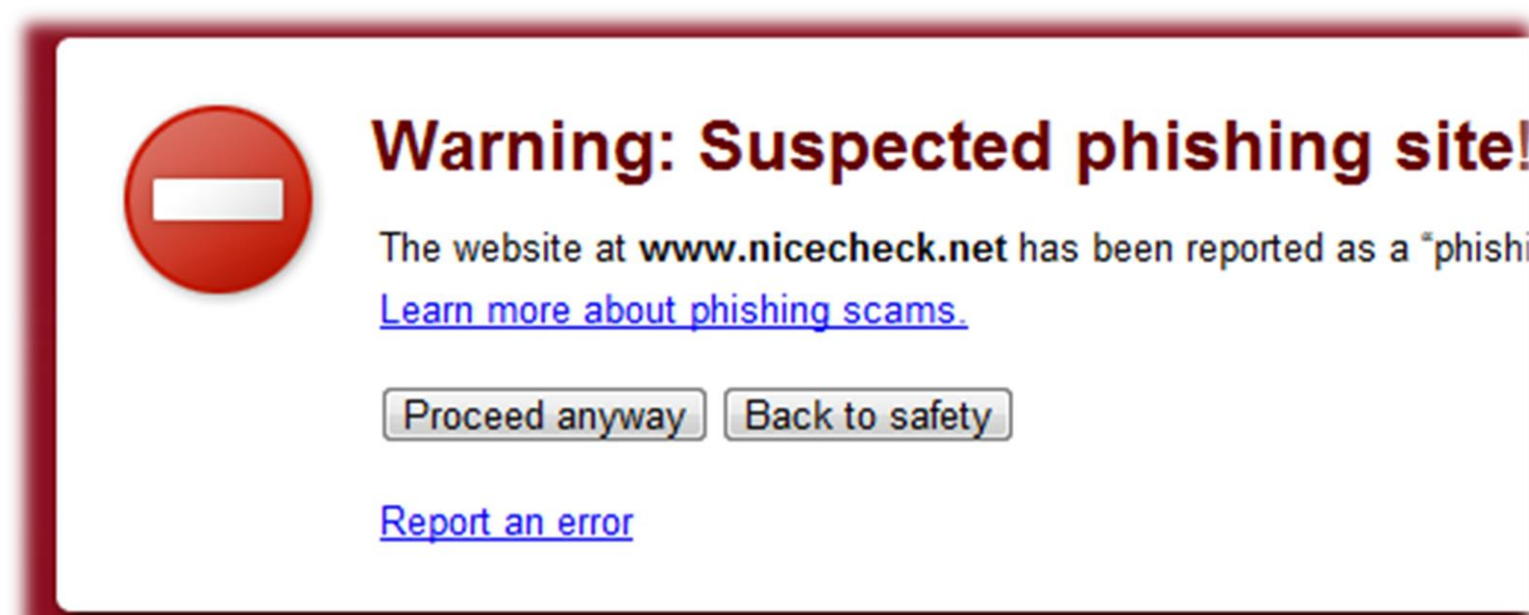 Warning: Suspected phishing site!
The website at www.nicecheck.net has been reported as a “phishi
Learn more about phishing scams.
Proceed anyway Back to safety
Report an error